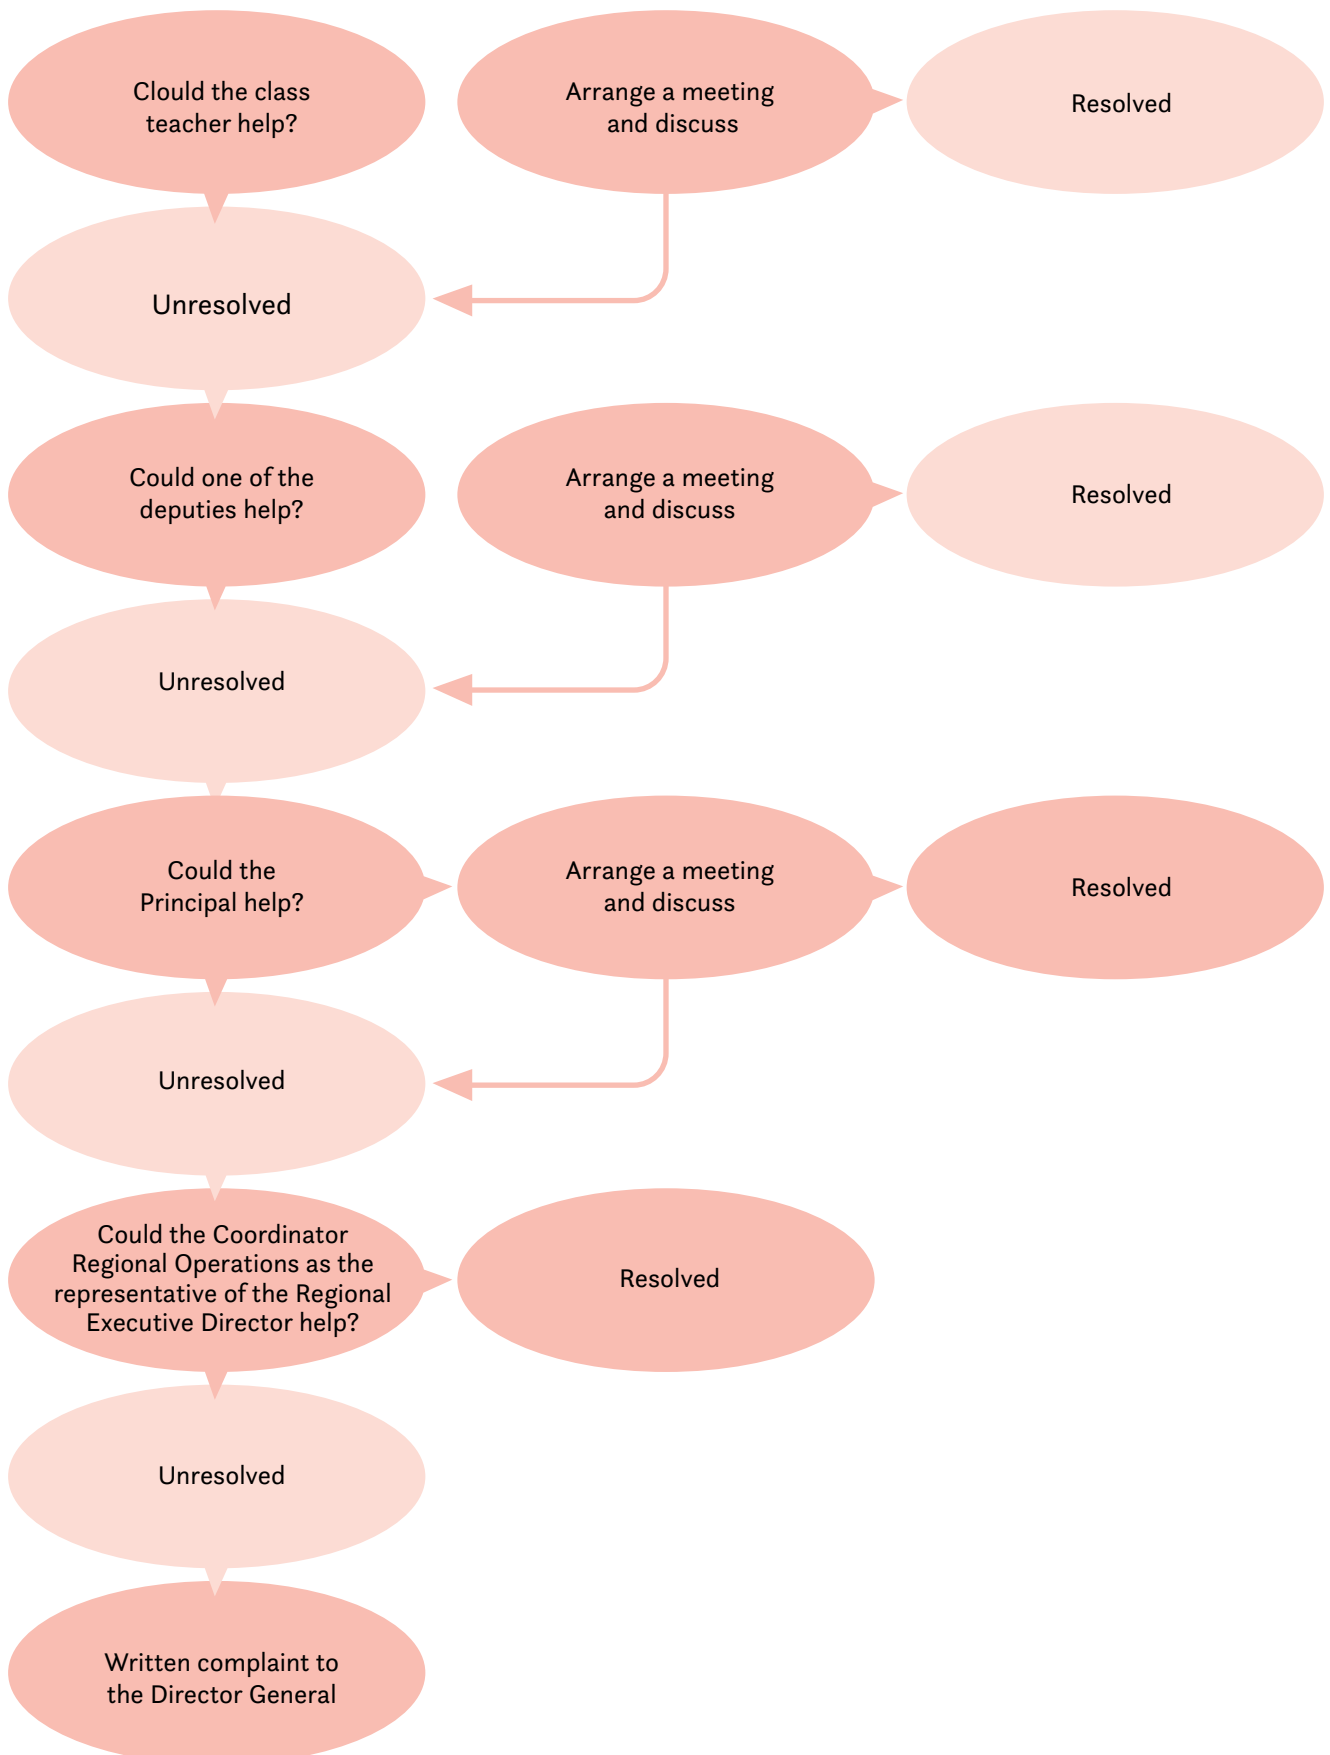 Clould the class
teacher help?
Arrange a meeting
and discuss
Resolved
Unresolved
Could one of the
deputies help?
Arrange a meeting
and discuss
Resolved
Unresolved
Could the
Principal help?
Arrange a meeting
and discuss
Resolved
Unresolved
Could the Coordinator
Regional Operations as the
representative of the Regional
Executive Director help?
Resolved
Unresolved
Written complaint to
the Director General